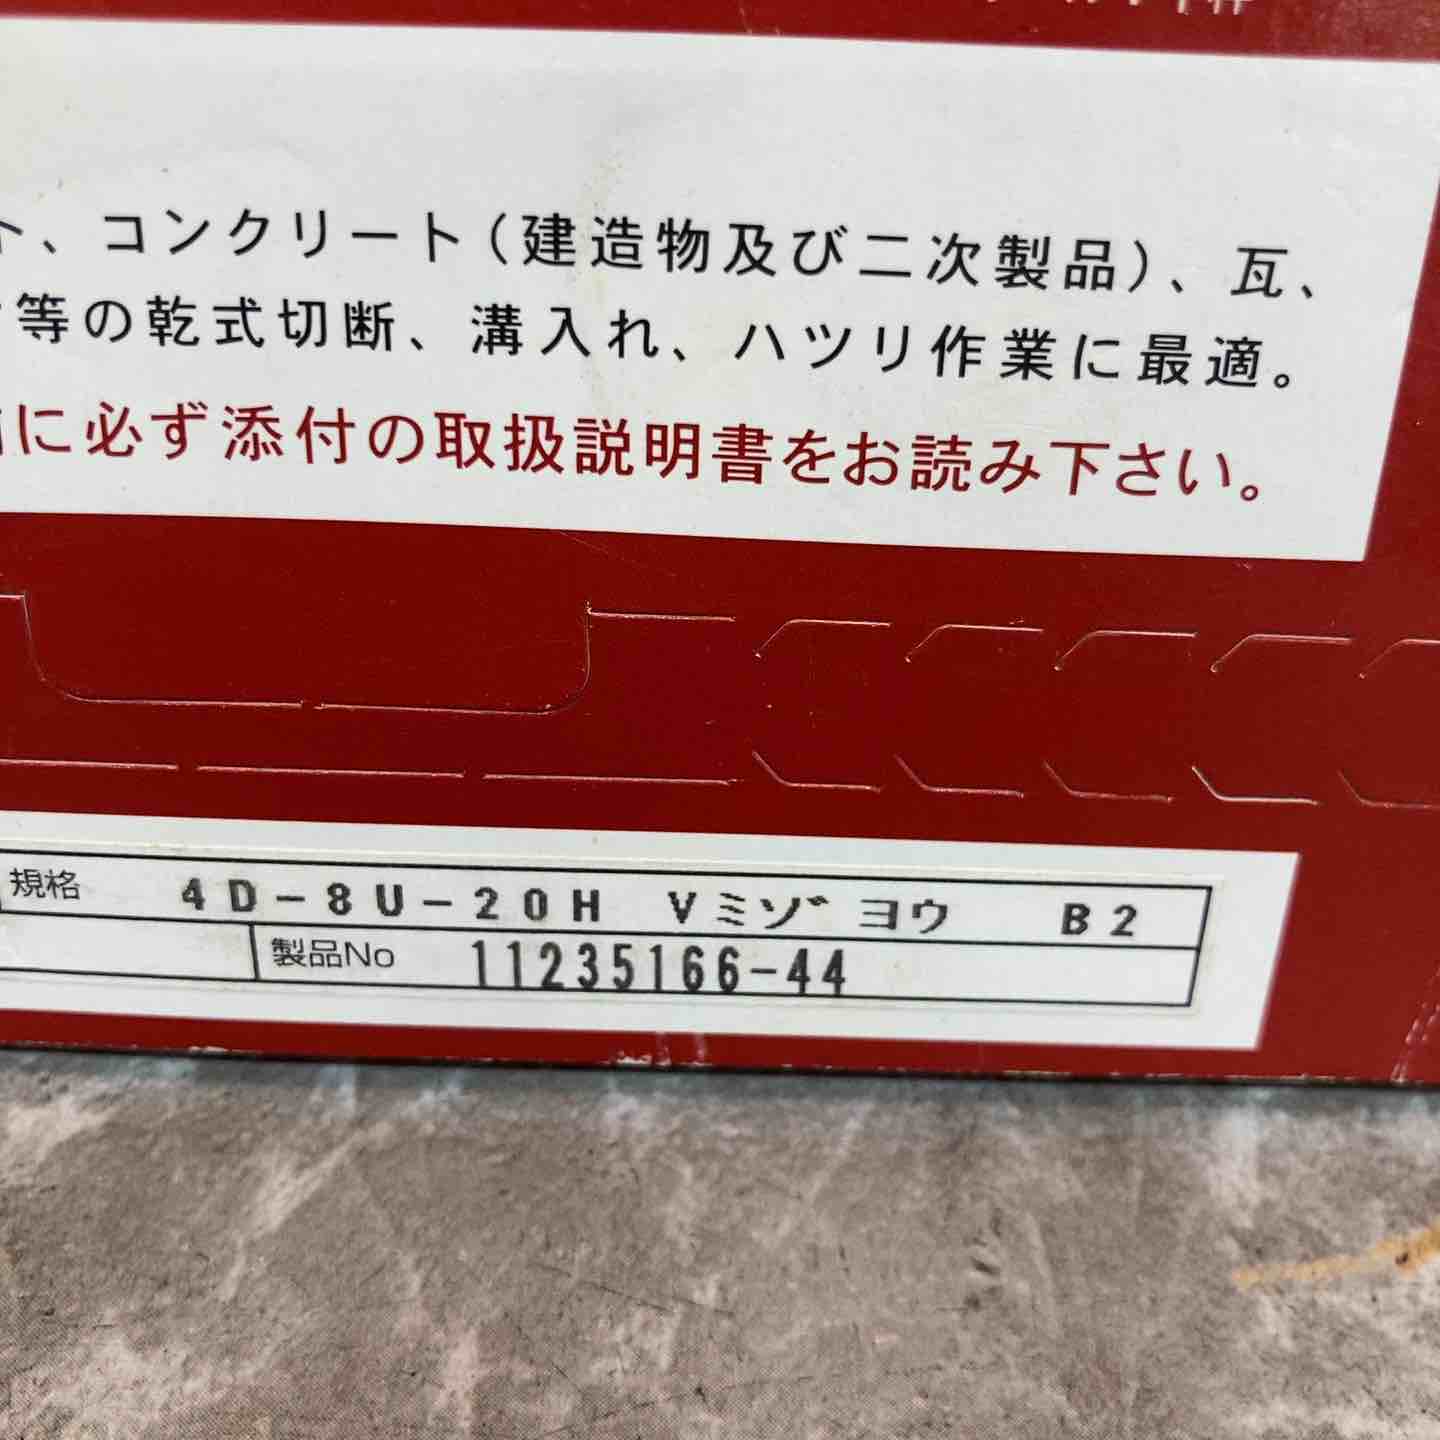 ト、コンクリート(建造物及び二次製品)、瓦、
等の乾式切断、溝入れ、ハツリ作業に最適。
に必ず添付の取扱説明書をお読み下さい。
規格 4D-8U-20H Vミゾヨウ B2
製品No 11235166-44